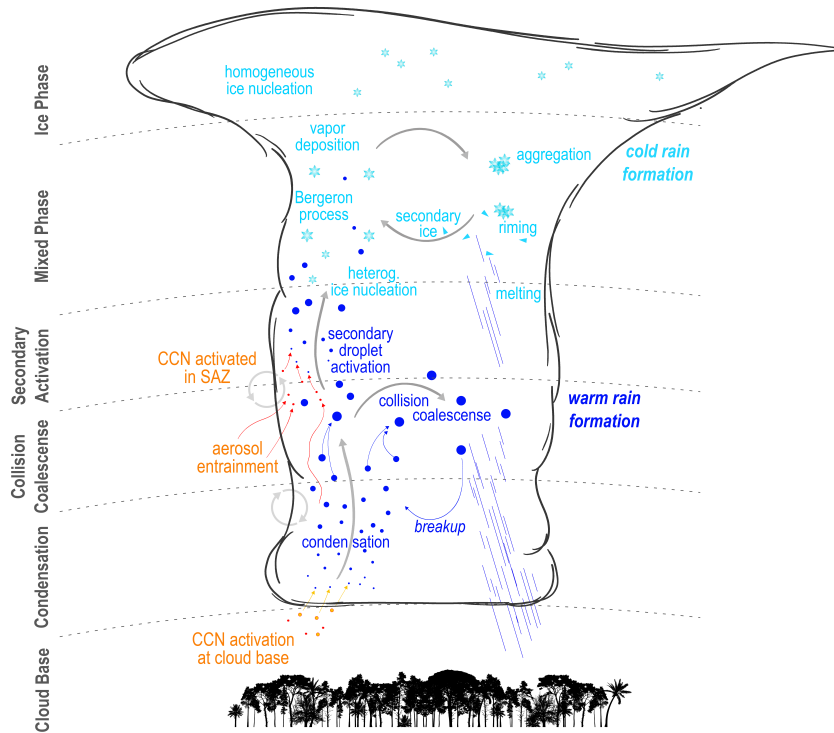 Ice Phase
Mixed Phase
Secondary
Activation
Collision
Coalescense
Condensation
Cloud Base
homogeneous
ice nucleation
vapor
deposition
aggregation
cold rain
formation
Bergeron
process
secondary
ice
riming
heterog.
ice nucleation
melting
secondary
droplet
activation
CCN activated
in SAZ
collision
coalescense
warm rain
formation
aerosol
entrainment
breakup
condensation
CCN activation
at cloud base